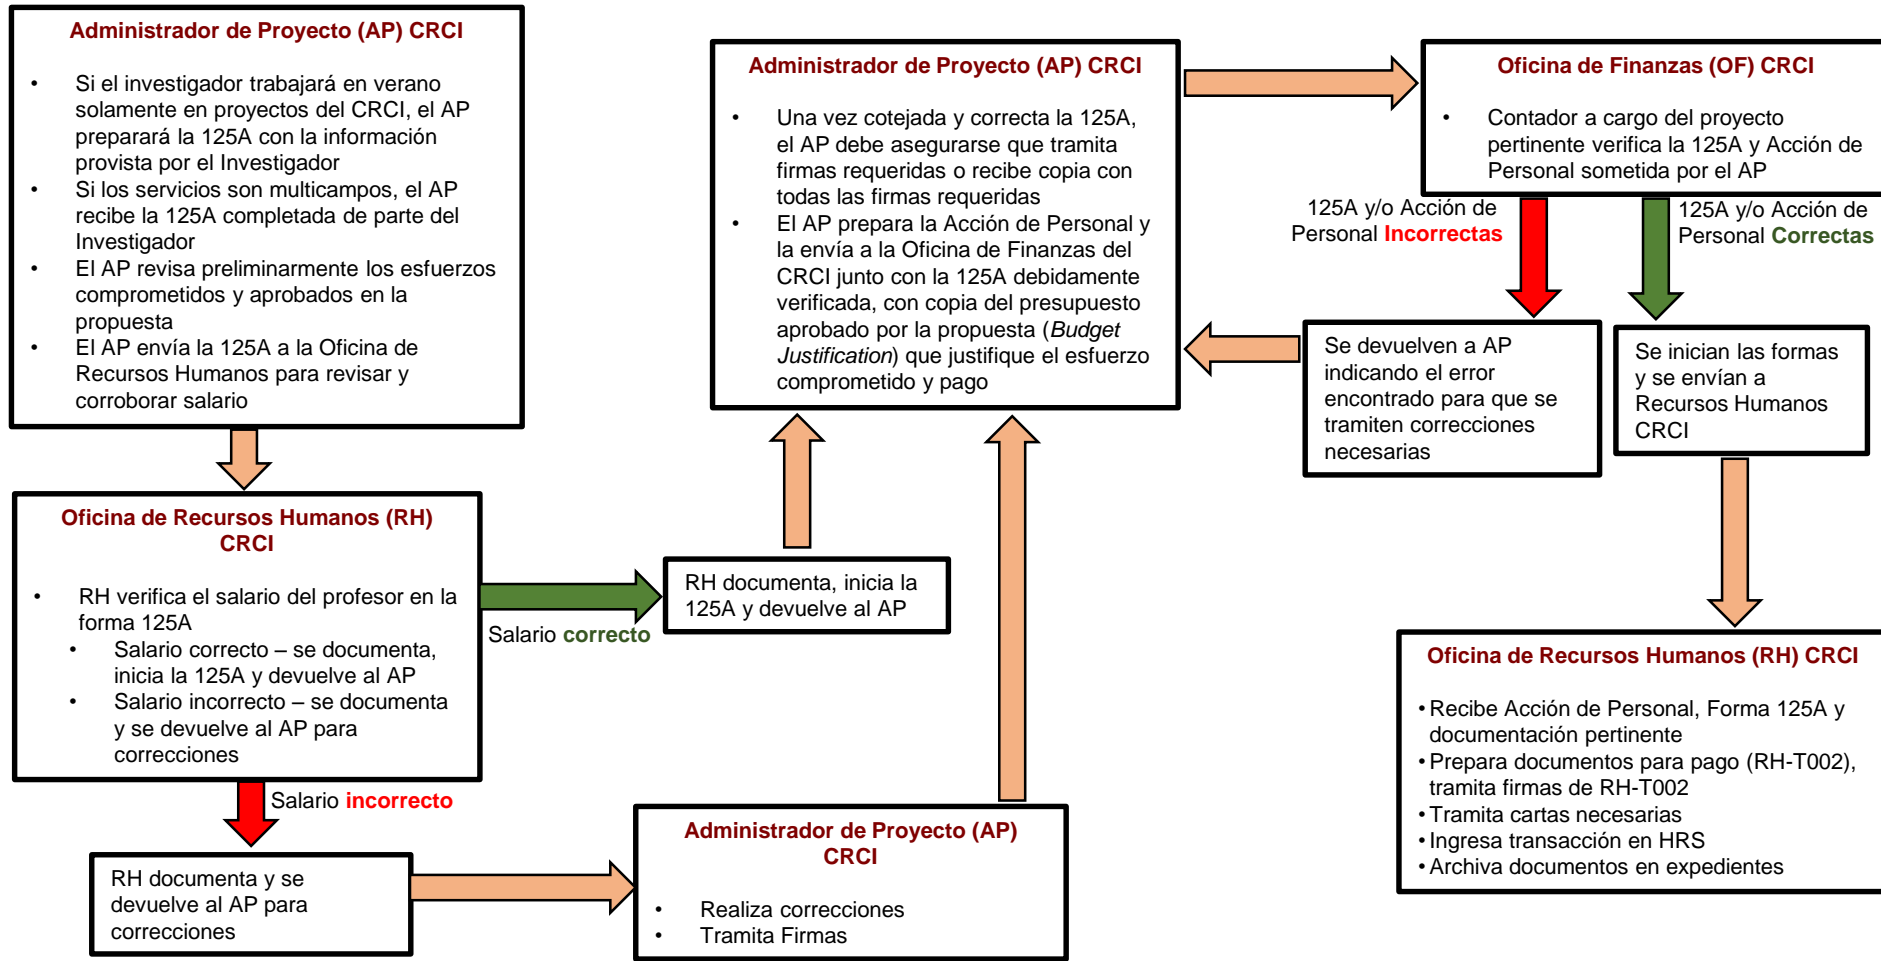 Administrador de Proyecto (AP) CRCI
• Si el investigador trabajará en verano
solamente en proyectos del CRCI, el AP
preparará la 125A con la información
provista por el Investigador
• Si los servicios son multicampos, el AP
recibe la 125A completada de parte del
Investigador
• El AP revisa preliminarmente los esfuerzos
comprometidos y aprobados en la
propuesta
• El AP envía la 125A a la Oficina de
Recursos Humanos para revisar y
corroborar salario
Oficina de Recursos Humanos (RH)
CRCI
• RH verifica el salario del profesor en la
forma 125A
• Salario correcto – se documenta,
inicia la 125A y devuelve al AP
• Salario incorrecto – se documenta
y se devuelve al AP para
correcciones
Salario correcto
RH documenta, inicia la
125A y devuelve al AP
Salario incorrecto
RH documenta y se
devuelve al AP para
correcciones
Administrador de Proyecto (AP)
CRCI
• Realiza correcciones
• Tramita Firmas
Administrador de Proyecto (AP) CRCI
• Una vez cotejada y correcta la 125A,
el AP debe asegurarse que tramita
firmas requeridas o recibe copia con
todas las firmas requeridas
• El AP prepara la Acción de Personal y
la envía a la Oficina de Finanzas del
CRCI junto con la 125A debidamente
verificada, con copia del presupuesto
aprobado por la propuesta (Budget
Justification) que justifique el esfuerzo
comprometido y pago
Oficina de Finanzas (OF) CRCI
• Contador a cargo del proyecto
pertinente verifica la 125A y Acción de
Personal sometida por el AP
125A y/o Acción de
Personal Incorrectas
125A y/o Acción de
Personal Correctas
Se devuelven a AP
indicando el error
encontrado para que se
tramiten correcciones
necesarias
Se inician las formas
y se envían a
Recursos Humanos
CRCI
Oficina de Recursos Humanos (RH) CRCI
• Recibe Acción de Personal, Forma 125A y
documentación pertinente
• Prepara documentos para pago (RH-T002),
tramita firmas de RH-T002
• Tramita cartas necesarias
• Ingresa transacción en HRS
• Archiva documentos en expedientes